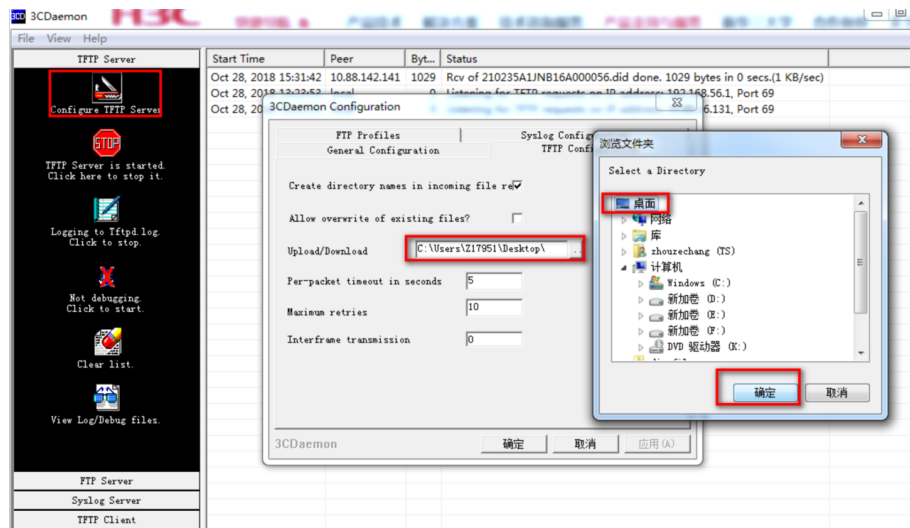 3CDaemon
H3C
File View Help
TFTP Server
Configure TFTP Server
TFTP Server is started.
Click here to stop it.
Logging to Tftpd.log.
Click to stop.
Not debugging.
Click to start.
Clear list.
View Log/Debug files.
FTP Server
Syslog Server
TFTP Client
Start Time Peer Byt... Status
Oct 28, 2018 15:31:42 10.88.142.141 1029 Rcv of 210235A1JNB16A000056.did done. 1029 bytes in 0 secs.(1 KB/sec)
Oct 28, 2018 13:23:53 local 0 Listening for TFTP requests on IP address: 192.168.56.1, Port 69
Oct 28, 20 6.131, Port 69
3CDaemon Configuration
FTP Profiles Syslog Config
General Configuration TFTP Conf
Create directory names in incoming file re
Allow overwrite of existing files?
Upload/Download C:\Users\Z17951\Desktop\ ..
Per-packet timeout in seconds 5
Maximum retries 10
Interframe transmission 0
3CDaemon 确定 取消 应用(A)
浏览文件夹
Select a Directory
桌面
网络
库
zhouzechang (TS)
计算机
Windows (C:)
新加卷 (D:)
新加卷 (E:)
新加卷 (F:)
DVD 驱动器 (K:)
确定 取消